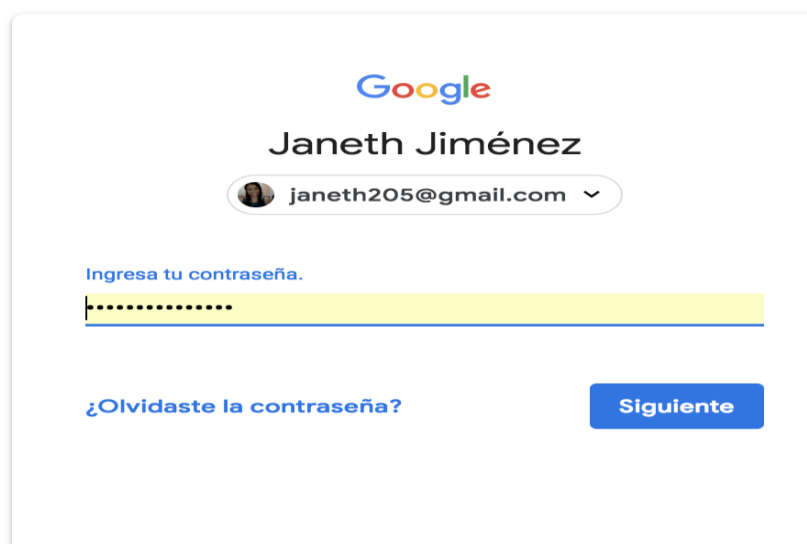 Google
Janeth Jiménez
janeth205@gmail.com
Ingresa tu contraseña.
•••••••••••••••
¿Olvidaste la contraseña?
Siguiente